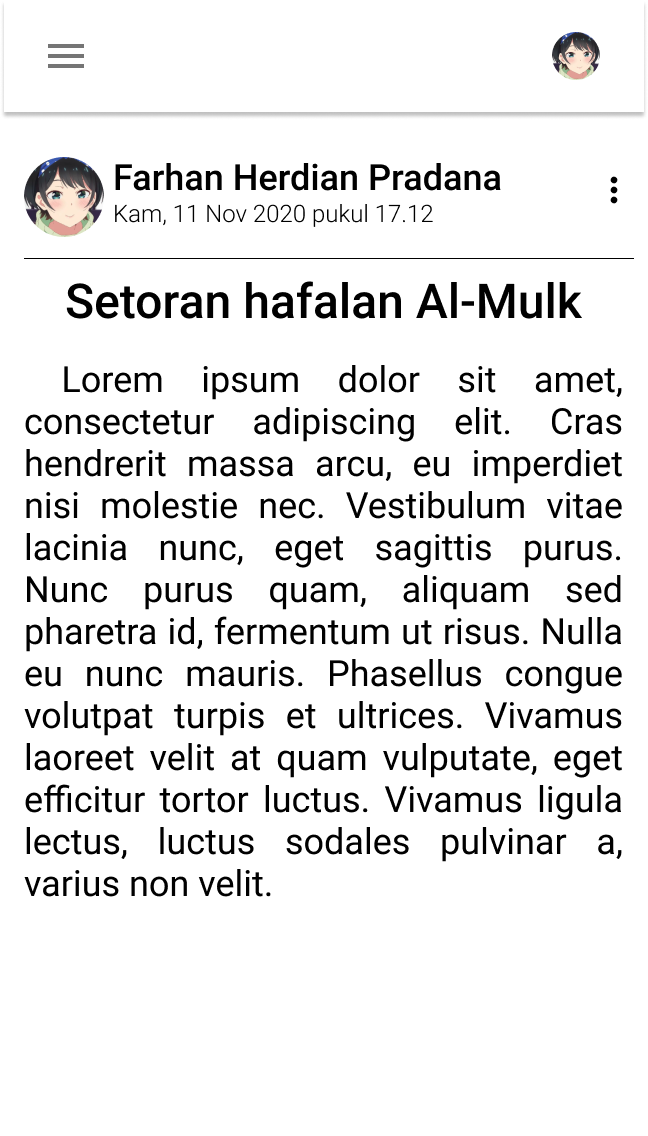 Farhan Herdian Pradana
Kam, 11 Nov 2020 pukul 17.12
Setoran hafalan Al-Mulk
Lorem ipsum dolor sit amet,
consectetur adipiscing elit. Cras
hendrerit massa arcu, eu imperdiet
nisi molestie nec. Vestibulum vitae
lacinia nunc, eget sagittis purus.
Nunc purus quam, aliquam sed
pharetra id, fermentum ut risus. Nulla
eu nunc mauris. Phasellus congue
volutpat turpis et ultrices. Vivamus
laoreet velit at quam vulputate, eget
efficitur tortor luctus. Vivamus ligula
lectus, luctus sodales pulvinar a,
varius non velit.